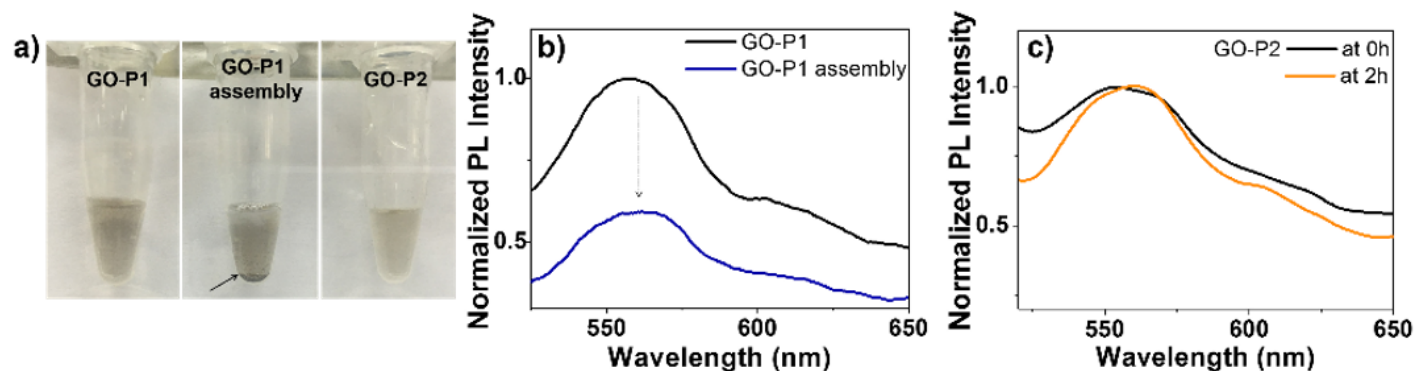 a)
GO-P1
GO-P1
assembly
GO-P2
b)
GO-P1
GO-P1 assembly
1.0
0.5
Normalized PL Intensity
550
600
650
Wavelength (nm)
c)
GO-P2 at 0h
at 2h
1.0
0.5
Normalized PL Intensity
550
600
650
Wavelength (nm)